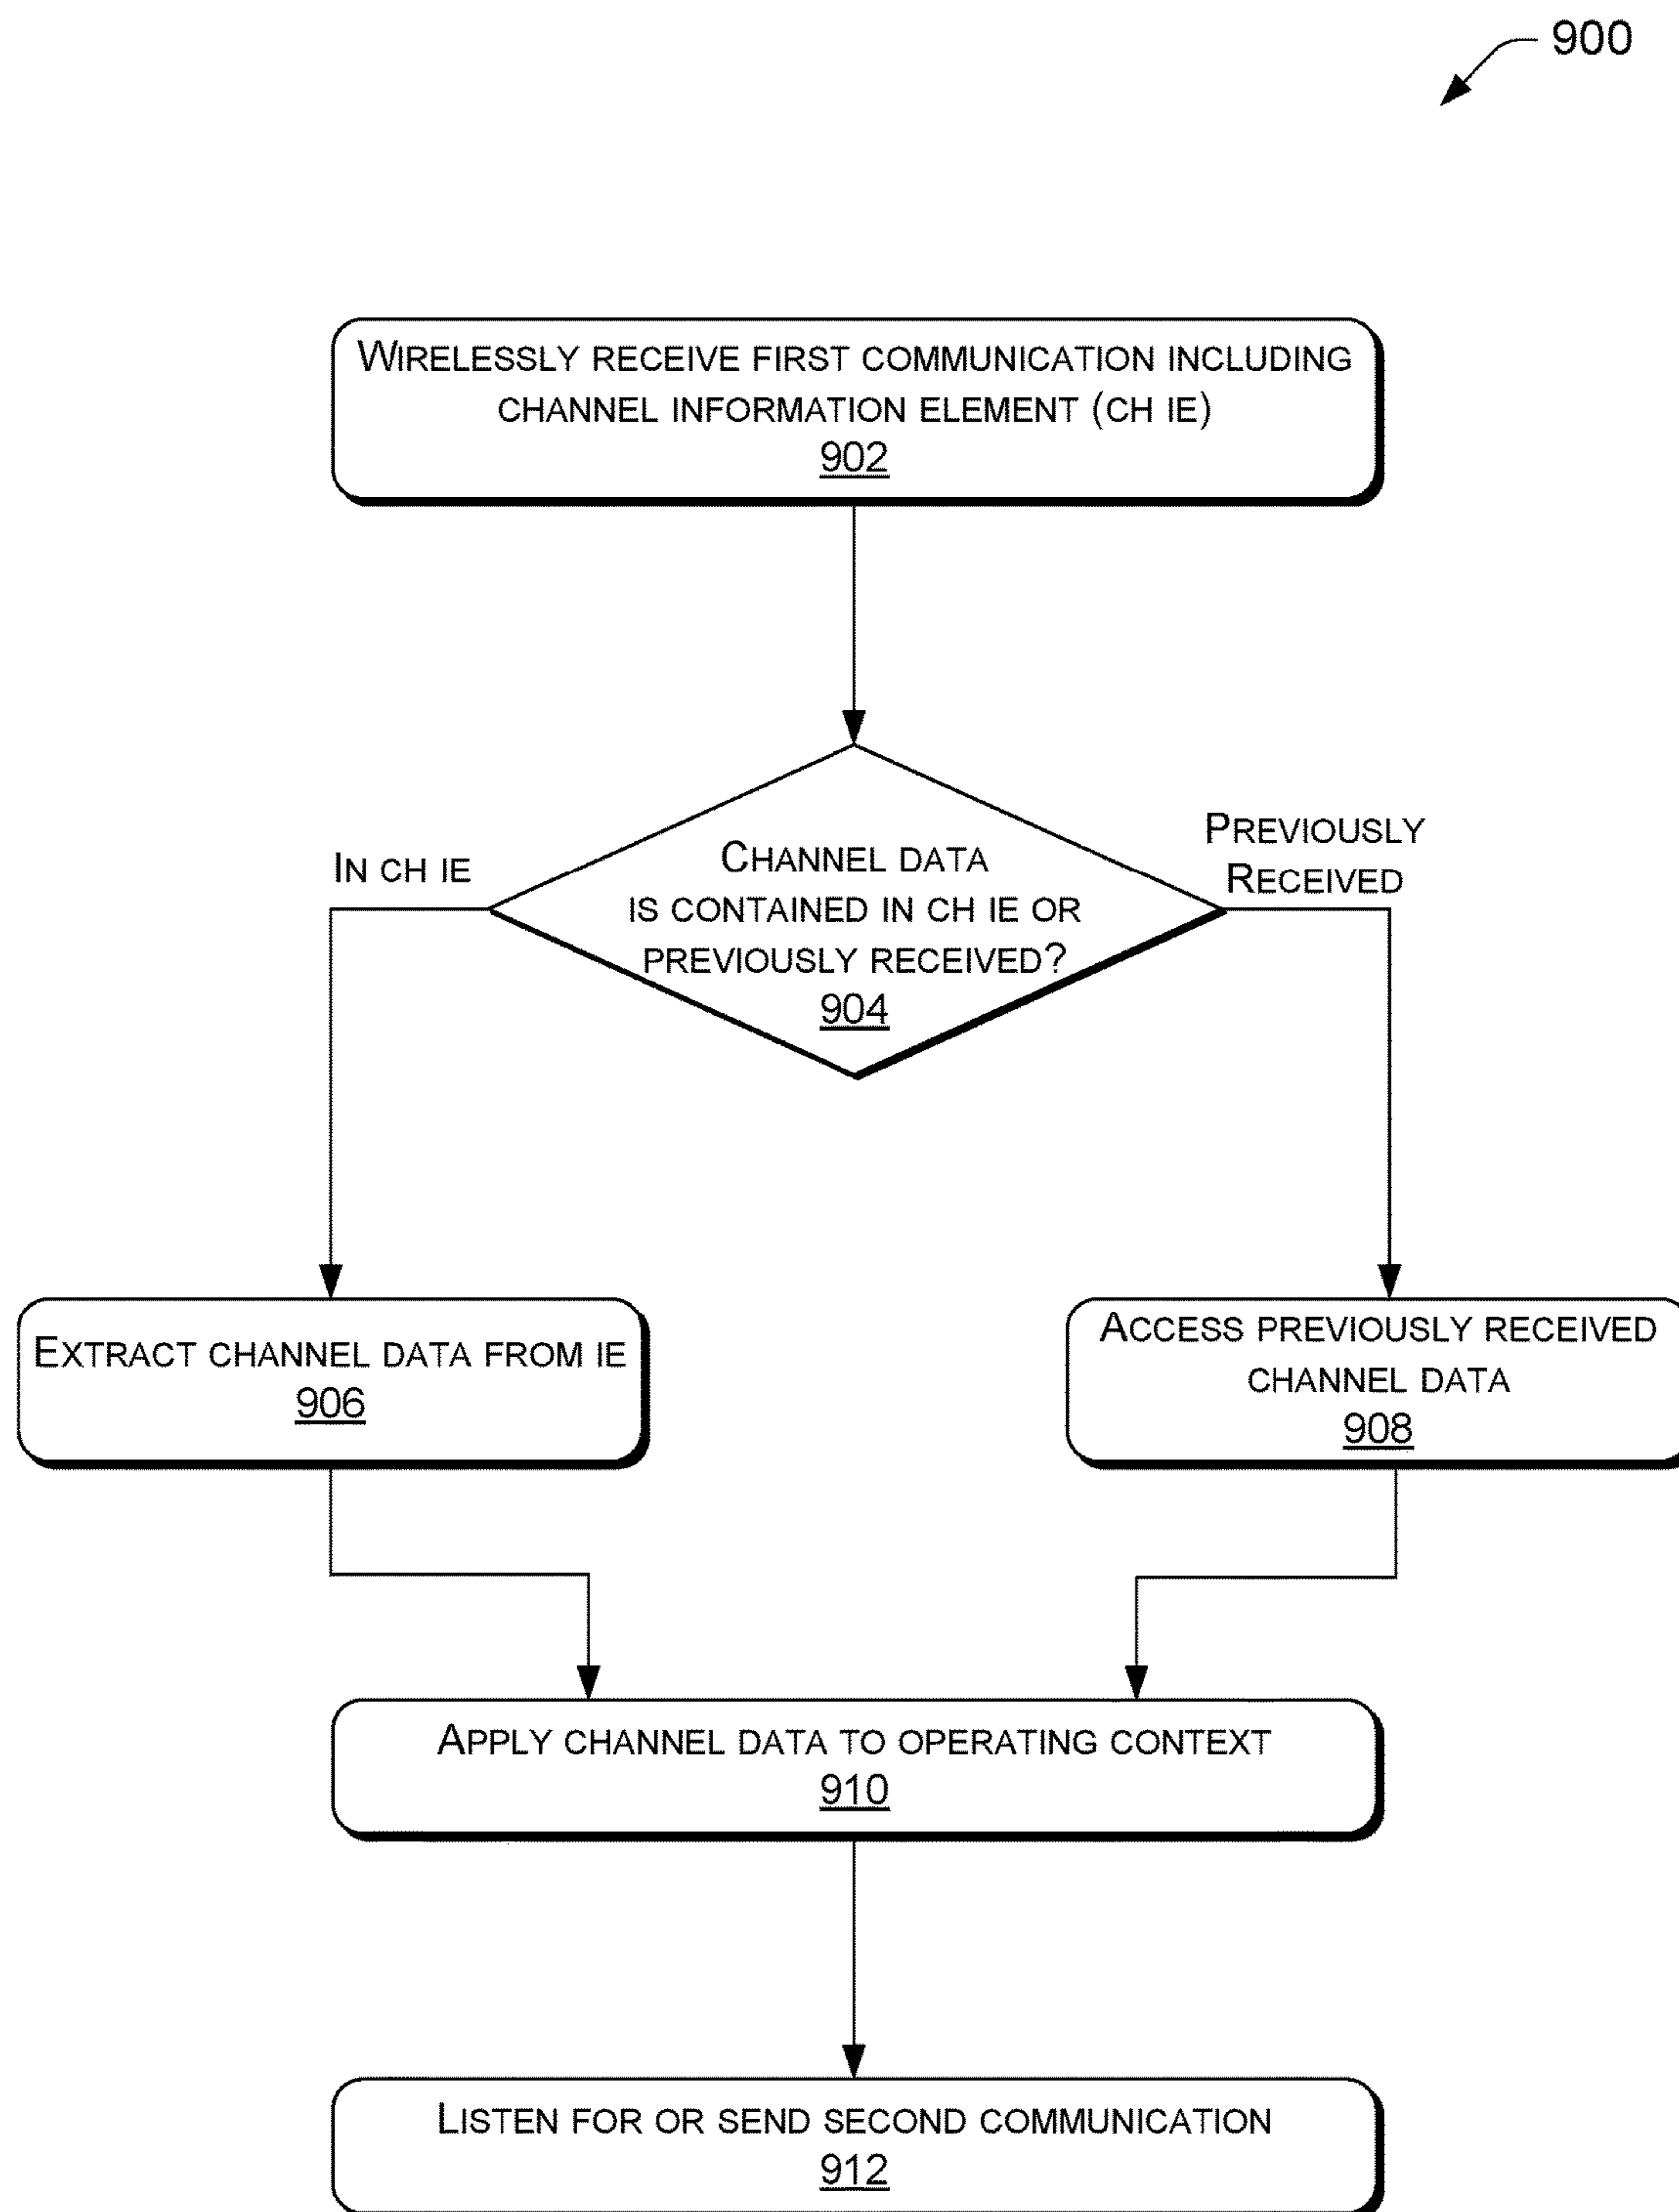 900
Wirelessly receive first communication including
channel information element (ch ie)
902
In ch ie
Previously
Received
Channel data
is contained in ch ie or
previously received?
904
Extract channel data from ie
906
Access previously received
channel data
908
Apply channel data to operating context
910
Listen for or send second communication
912